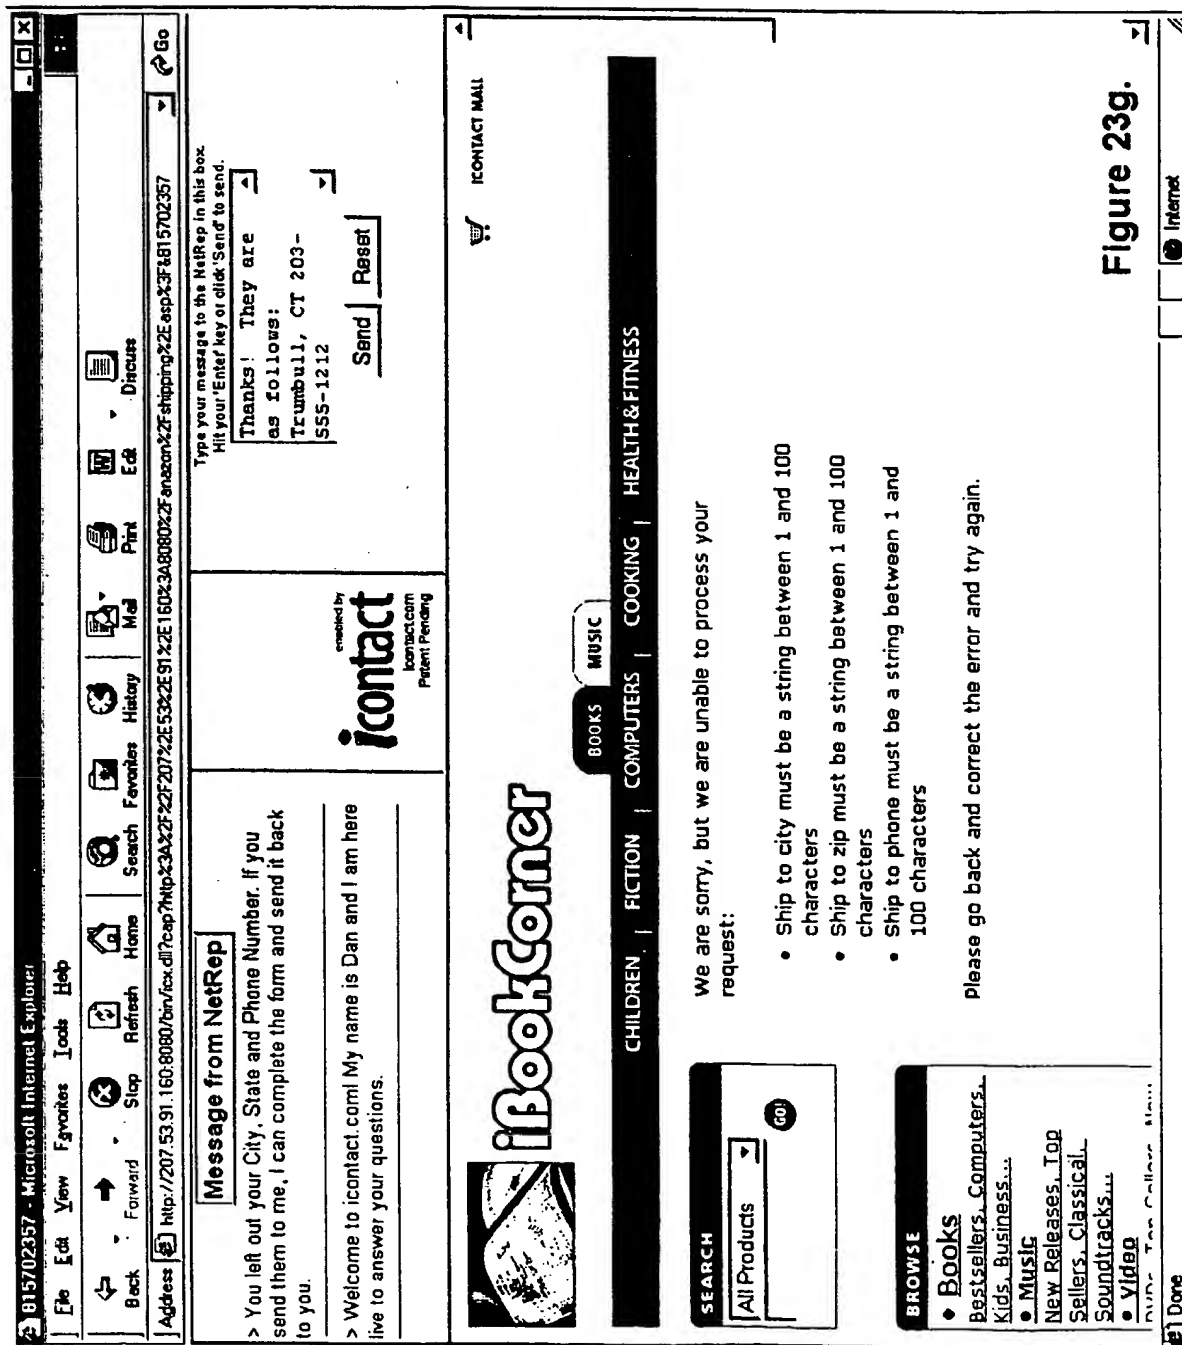 815702357 - Microsoft Internet Explorer
File Edit View Favorites Tools Help
Back Forward Stop Refresh Home Search Favorites History Mail Print Edit Discuss
Address http://207.53.91.160:8080/bin/icx.dll?cap?http%3A%2F%2F207%2E53%2E91%2E160%3A8080%2Fanazon%2Fshipping%2Easp%3F&815702357 Go
Message from NetRep
> You left out your City, State and Phone Number. If you
send them to me, I can complete the form and send it back
to you.
> Welcome to icontact.com! My name is Dan and I am here
live to answer your questions.
enabled by
icontact
Icontact.com
Patent Pending
Type your message to the NetRep in this box.
Hit your 'Enter' key or click 'Send' to send.
Thanks! They are
as follows:
Trumbull, CT 203-
555-1212
Send Reset
iBookCorner
ICONTACT MALL
BOOKS MUSIC
CHILDREN | FICTION | COMPUTERS | COOKING | HEALTH & FITNESS
SEARCH
All Products
GO!
BROWSE
• Books
Bestsellers, Computers,
Kids, Business...
• Music
New Releases, Top
Sellers, Classical,
Soundtracks...
• Video
We are sorry, but we are unable to process your
request:
• Ship to city must be a string between 1 and 100
characters
• Ship to zip must be a string between 1 and 100
characters
• Ship to phone must be a string between 1 and
100 characters
Please go back and correct the error and try again.
Figure 23g.
Done
Internet